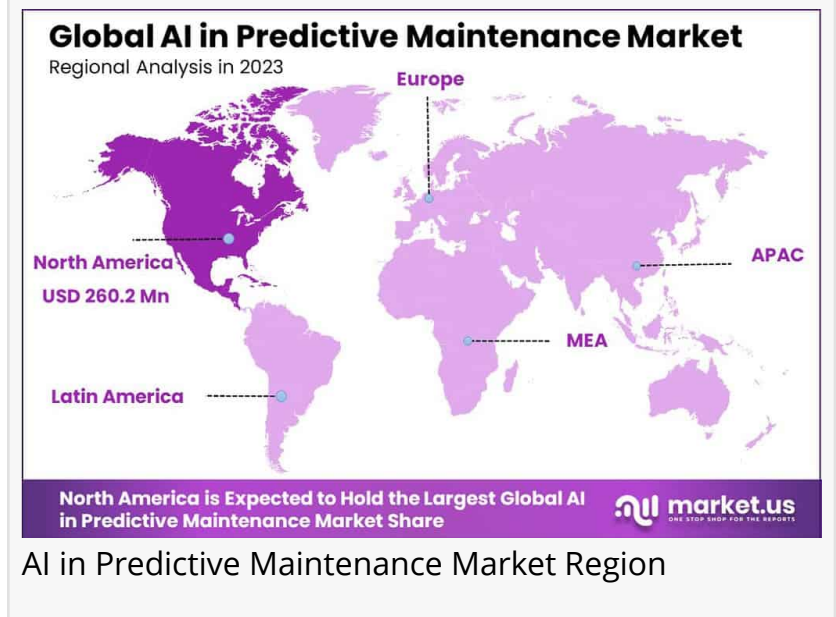 Global AI in Predictive Maintenance Market
Regional Analysis in 2023
Europe
North America
USD 260.2 Mn
APAC
MEA
Latin America
North America is Expected to Hold the Largest Global AI
in Predictive Maintenance Market Share
market.us
ONE STOP SHOP FOR THE REPORTS
AI in Predictive Maintenance Market Region